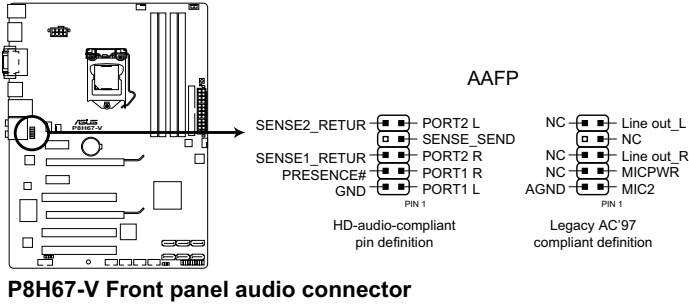 AAFP
ASUS
P8H67-V
SENSE2_RETUR PORT2 L
SENSE_SEND
SENSE1_RETUR PORT2 R
PRESENCE# PORT1 R
GND PORT1 L
PIN 1
HD-audio-compliant
pin definition
NC Line out_L
NC
NC Line out_R
NC MICPWR
AGND MIC2
PIN 1
Legacy AC'97
compliant definition
P8H67-V Front panel audio connector